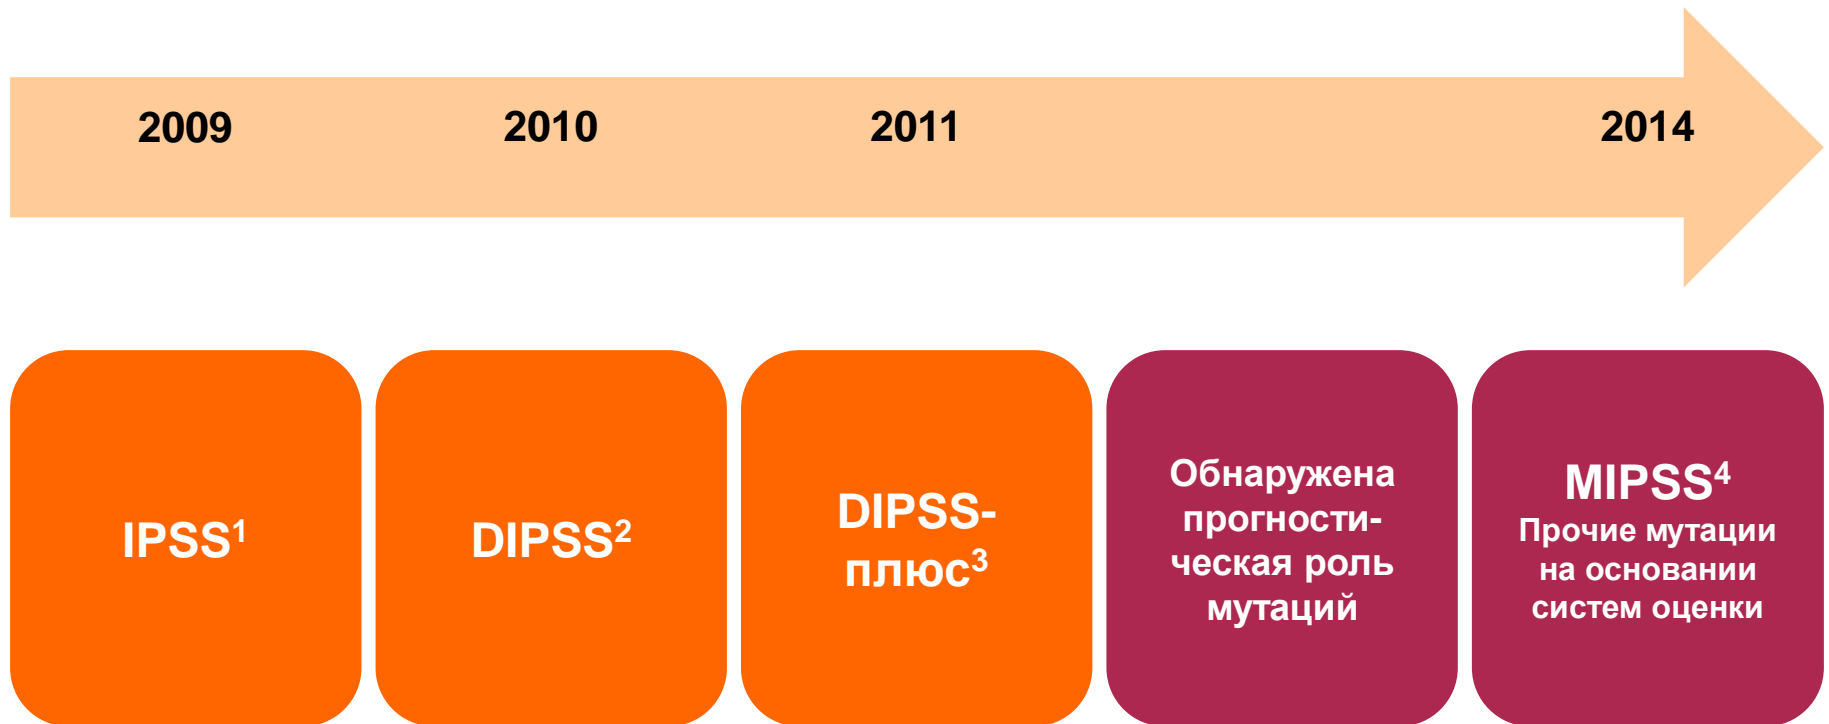 2009
2010
2011
2014
IPSS¹
DIPSS²
DIPSS-
плюс³
Обнаружена
прогности-
ческая роль
мутаций
MIPSS⁴
Прочие мутации
на основании
систем оценки